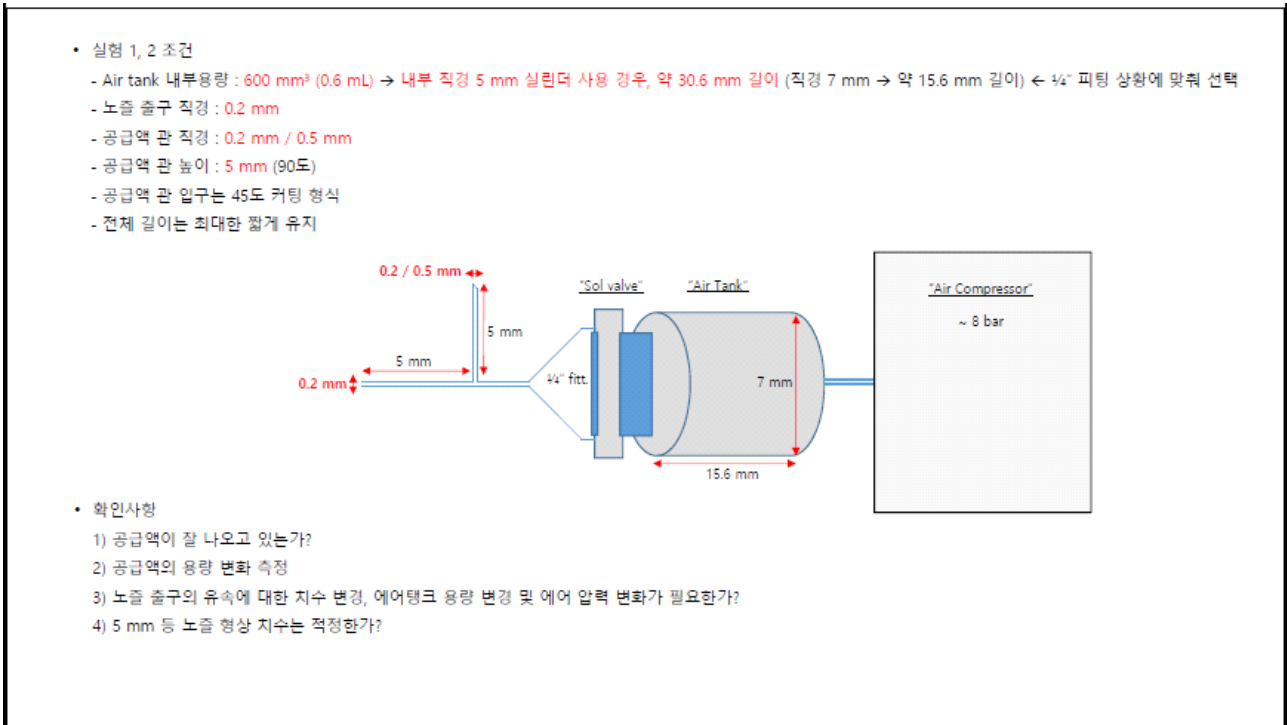 • 실험 1, 2 조건
- Air tank 내부용량 : 600 mm³ (0.6 mL) → 내부 직경 5 mm 실린더 사용 경우, 약 30.6 mm 길이 (직경 7 mm → 약 15.6 mm 길이) ← ¼" 피팅 상황에 맞춰 선택
- 노즐 출구 직경 : 0.2 mm
- 공급액 관 직경 : 0.2 mm / 0.5 mm
- 공급액 관 높이 : 5 mm (90도)
- 공급액 관 입구는 45도 커팅 형식
- 전체 길이는 최대한 짧게 유지
0.2 / 0.5 mm
"Sol valve"
"Air Tank"
"Air Compressor"
~ 8 bar
5 mm
5 mm
0.2 mm
¼" fitt.
7 mm
15.6 mm
• 확인사항
1) 공급액이 잘 나오고 있는가?
2) 공급액의 용량 변화 측정
3) 노즐 출구의 유속에 대한 치수 변경, 에어탱크 용량 변경 및 에어 압력 변화가 필요한가?
4) 5 mm 등 노즐 형상 치수는 적정한가?